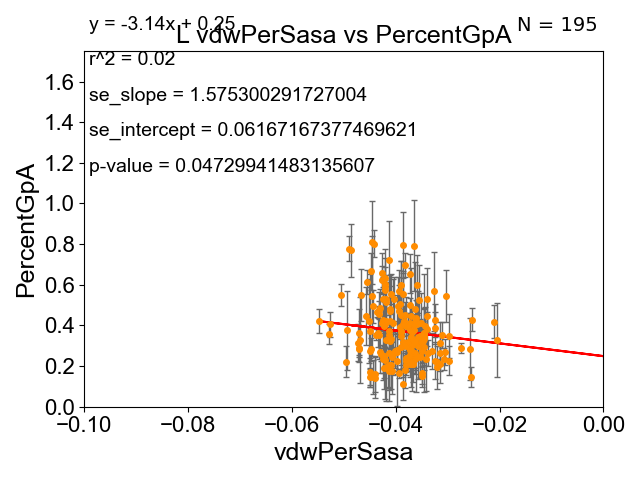 y = -3.14x + 0.25
N = 195
L vdwPerSasa vs PercentGpA
r^2 = 0.02
se_slope = 1.575300291727004
se_intercept = 0.06167167377469621
p-value = 0.04729941483135607
PercentGpA
1.6
1.4
1.2
1.0
0.8
0.6
0.4
0.2
0.0
−0.10
−0.08
−0.06
−0.04
−0.02
0.00
vdwPerSasa